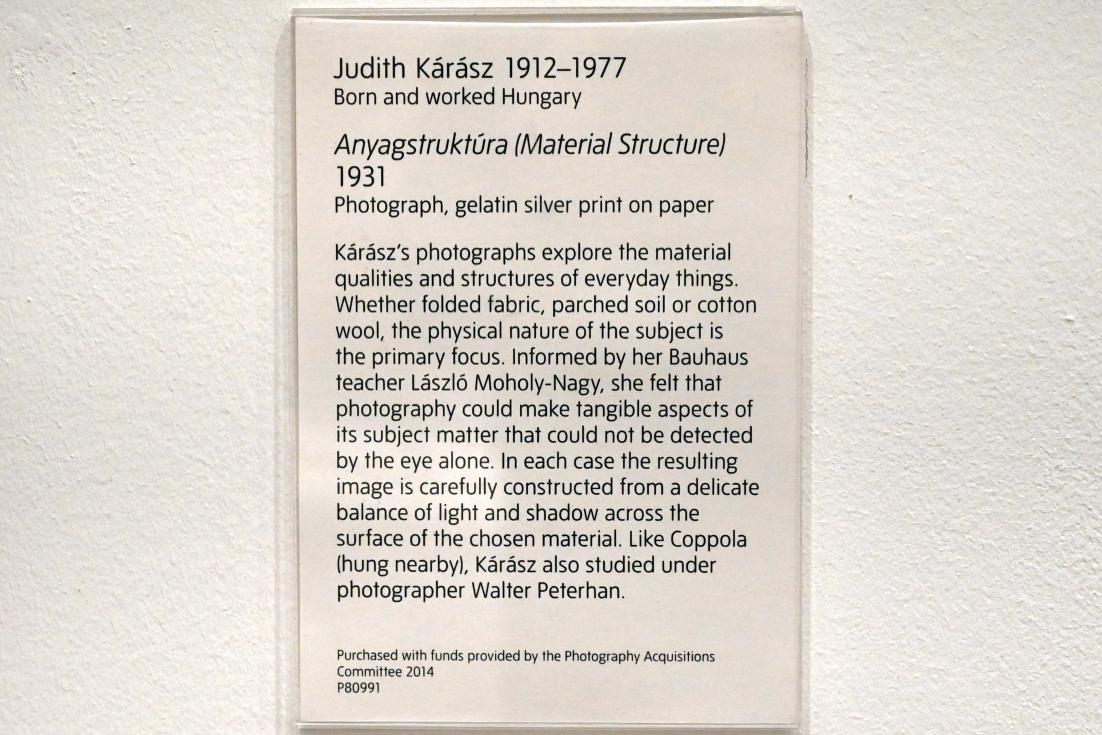 Judith Kárász 1912–1977
Born and worked Hungary
Anyagstruktúra (Material Structure)
1931
Photograph, gelatin silver print on paper
Kárász’s photographs explore the material
qualities and structures of everyday things.
Whether folded fabric, parched soil or cotton
wool, the physical nature of the subject is
the primary focus. Informed by her Bauhaus
teacher László Moholy-Nagy, she felt that
photography could make tangible aspects of
its subject matter that could not be detected
by the eye alone. In each case the resulting
image is carefully constructed from a delicate
balance of light and shadow across the
surface of the chosen material. Like Coppola
(hung nearby), Kárász also studied under
photographer Walter Peterhan.
Purchased with funds provided by the Photography Acquisitions
Committee 2014
P80991